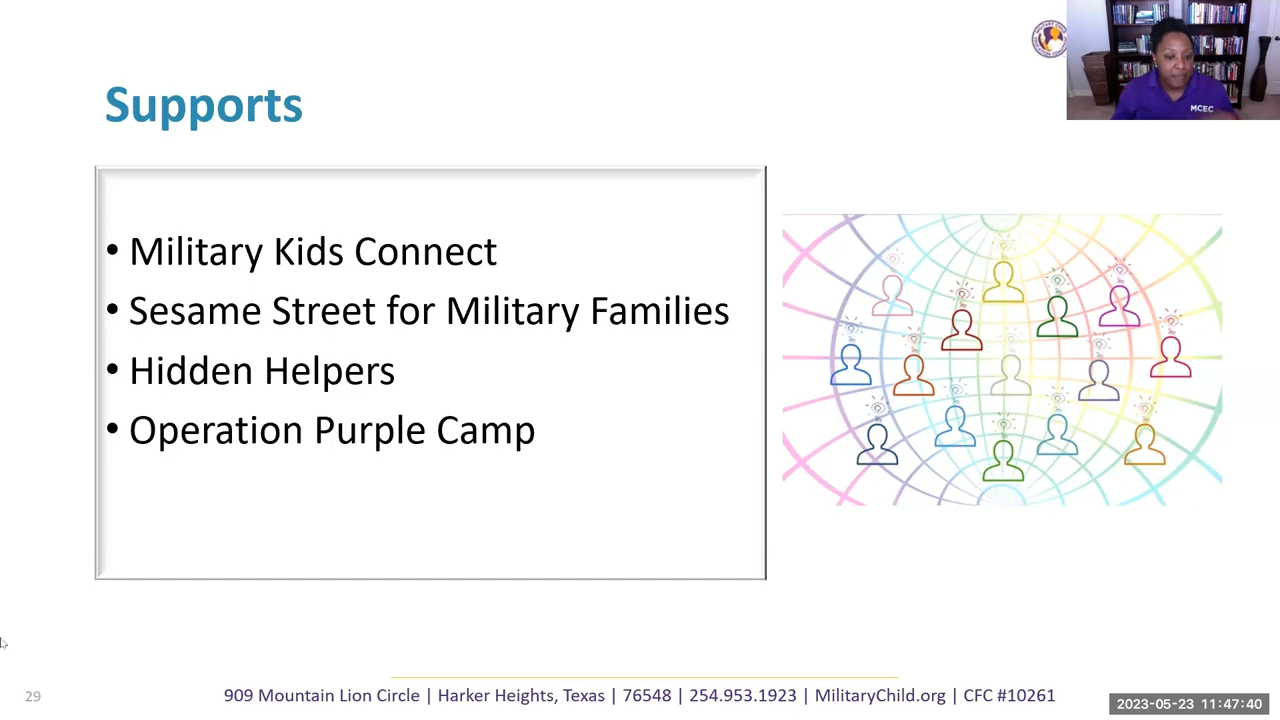 Supports
MCEC
• Military Kids Connect
• Sesame Street for Military Families
• Hidden Helpers
• Operation Purple Camp
29
909 Mountain Lion Circle | Harker Heights, Texas | 76548 | 254.953.1923 | MilitaryChild.org | CFC #10261
2023-05-23 11:47:40